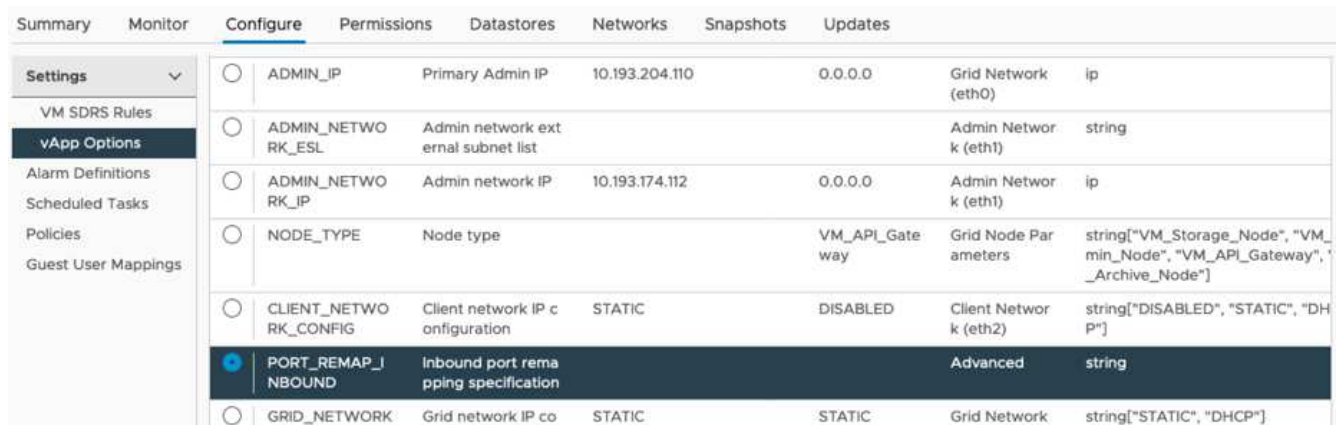 Summary Monitor Configure Permissions Datastores Networks Snapshots Updates
Settings
VM SDRS Rules
vApp Options
Alarm Definitions
Scheduled Tasks
Policies
Guest User Mappings
ADMIN_IP Primary Admin IP 10.193.204.110 0.0.0.0 Grid Network ip
(eth0)
ADMIN_NETWO Admin network ext Admin Networ string
RK_ESL ernal subnet list k (eth1)
ADMIN_NETWO Admin network IP 10.193.174.112 0.0.0.0 Admin Networ ip
RK_IP k (eth1)
NODE_TYPE Node type VM_API_Gate Grid Node Par string["VM_Storage_Node", "VM_
way ameters min_Node", "VM_API_Gateway", "
_Archive_Node"]
CLIENT_NETWO Client network IP c STATIC DISABLED Client Networ string["DISABLED", "STATIC", "DH
RK_CONFIG onfiguration k (eth2) P"]
PORT_REMAP_I Inbound port rema Advanced string
NBOUND pping specification
GRID_NETWORK Grid network IP co STATIC STATIC Grid Network string["STATIC", "DHCP"]